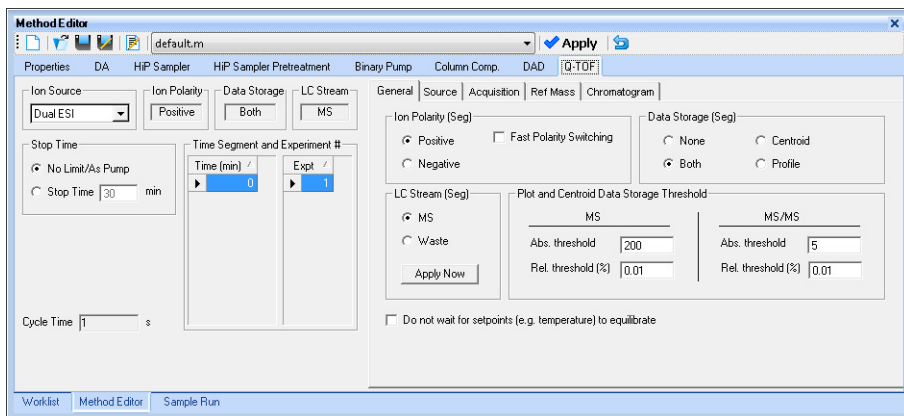 Method Editor
default.m
Apply
Properties DA HiP Sampler HiP Sampler Pretreatment Binary Pump Column Comp. DAD Q-TOF
Ion Source
Dual ESI
Ion Polarity
Positive
Data Storage
Both
LC Stream
MS
Stop Time
No Limit/As Pump
Stop Time 30 min
Time Segment and Experiment #
Time (min) Expt
0 1
Cycle Time 1 s
General Source Acquisition Ref Mass Chromatogram
Ion Polarity (Seg)
Positive Fast Polarity Switching
Negative
Data Storage (Seg)
None Centroid
Both Profile
LC Stream (Seg)
MS
Waste
Apply Now
Plot and Centroid Data Storage Threshold
MS MS/MS
Abs. threshold 200 Abs. threshold 5
Rel. threshold (%) 0.01 Rel. threshold (%) 0.01
Do not wait for setpoints (e.g. temperature) to equilibrate
Worklist Method Editor Sample Run